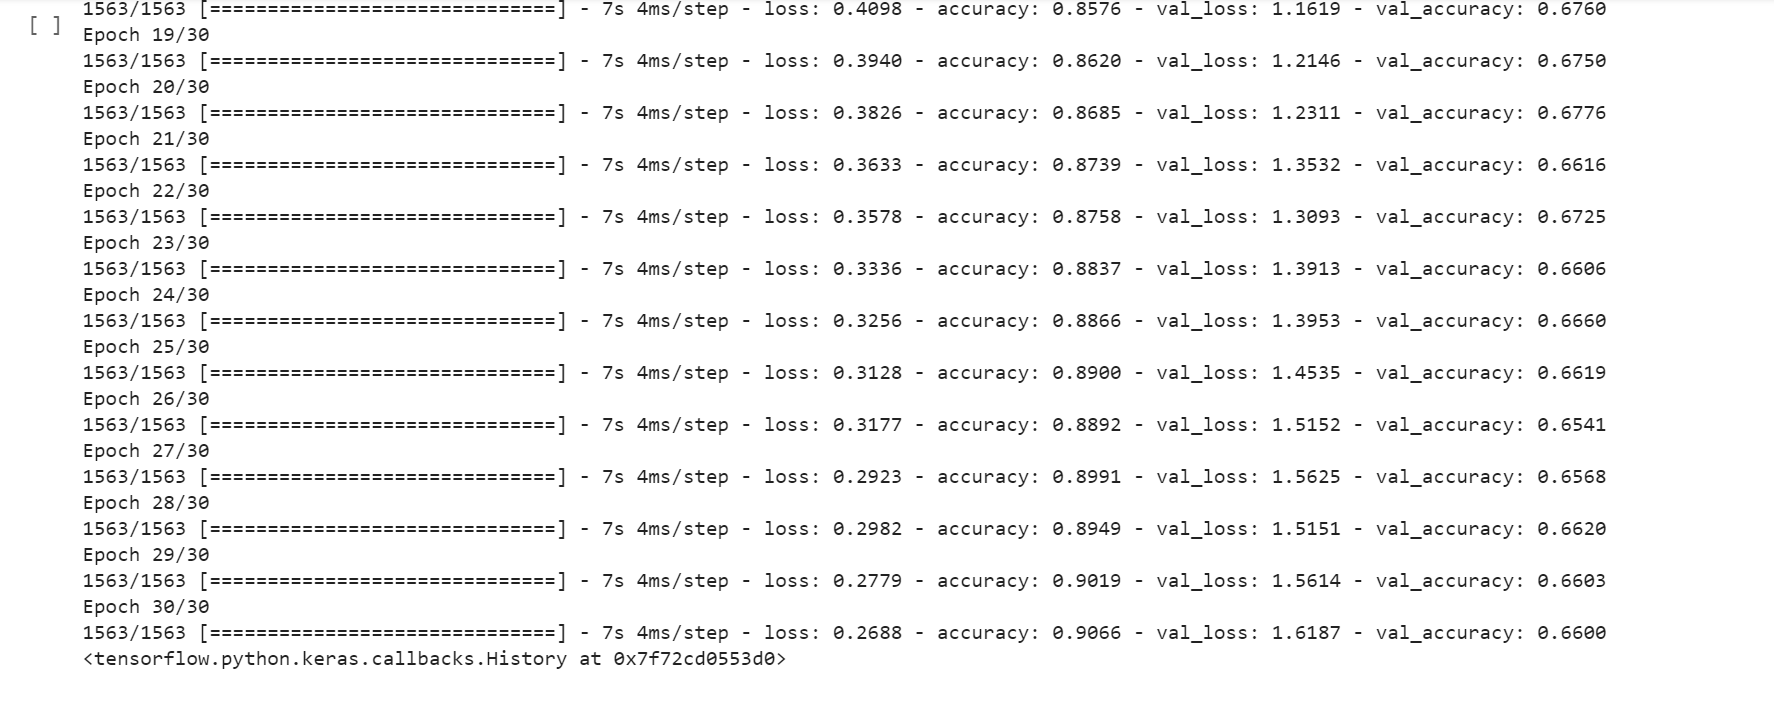 1563/1563 [==============================] - 7s 4ms/step - loss: 0.4098 - accuracy: 0.8576 - val_loss: 1.1619 - val_accuracy: 0.6760
[ ]
Epoch 19/30
1563/1563 [==============================] - 7s 4ms/step - loss: 0.3940 - accuracy: 0.8620 - val_loss: 1.2146 - val_accuracy: 0.6750
Epoch 20/30
1563/1563 [==============================] - 7s 4ms/step - loss: 0.3826 - accuracy: 0.8685 - val_loss: 1.2311 - val_accuracy: 0.6776
Epoch 21/30
1563/1563 [==============================] - 7s 4ms/step - loss: 0.3633 - accuracy: 0.8739 - val_loss: 1.3532 - val_accuracy: 0.6616
Epoch 22/30
1563/1563 [==============================] - 7s 4ms/step - loss: 0.3578 - accuracy: 0.8758 - val_loss: 1.3093 - val_accuracy: 0.6725
Epoch 23/30
1563/1563 [==============================] - 7s 4ms/step - loss: 0.3336 - accuracy: 0.8837 - val_loss: 1.3913 - val_accuracy: 0.6606
Epoch 24/30
1563/1563 [==============================] - 7s 4ms/step - loss: 0.3256 - accuracy: 0.8866 - val_loss: 1.3953 - val_accuracy: 0.6660
Epoch 25/30
1563/1563 [==============================] - 7s 4ms/step - loss: 0.3128 - accuracy: 0.8900 - val_loss: 1.4535 - val_accuracy: 0.6619
Epoch 26/30
1563/1563 [==============================] - 7s 4ms/step - loss: 0.3177 - accuracy: 0.8892 - val_loss: 1.5152 - val_accuracy: 0.6541
Epoch 27/30
1563/1563 [==============================] - 7s 4ms/step - loss: 0.2923 - accuracy: 0.8991 - val_loss: 1.5625 - val_accuracy: 0.6568
Epoch 28/30
1563/1563 [==============================] - 7s 4ms/step - loss: 0.2982 - accuracy: 0.8949 - val_loss: 1.5151 - val_accuracy: 0.6620
Epoch 29/30
1563/1563 [==============================] - 7s 4ms/step - loss: 0.2779 - accuracy: 0.9019 - val_loss: 1.5614 - val_accuracy: 0.6603
Epoch 30/30
1563/1563 [==============================] - 7s 4ms/step - loss: 0.2688 - accuracy: 0.9066 - val_loss: 1.6187 - val_accuracy: 0.6600
<tensorflow.python.keras.callbacks.History at 0x7f72cd0553d0>